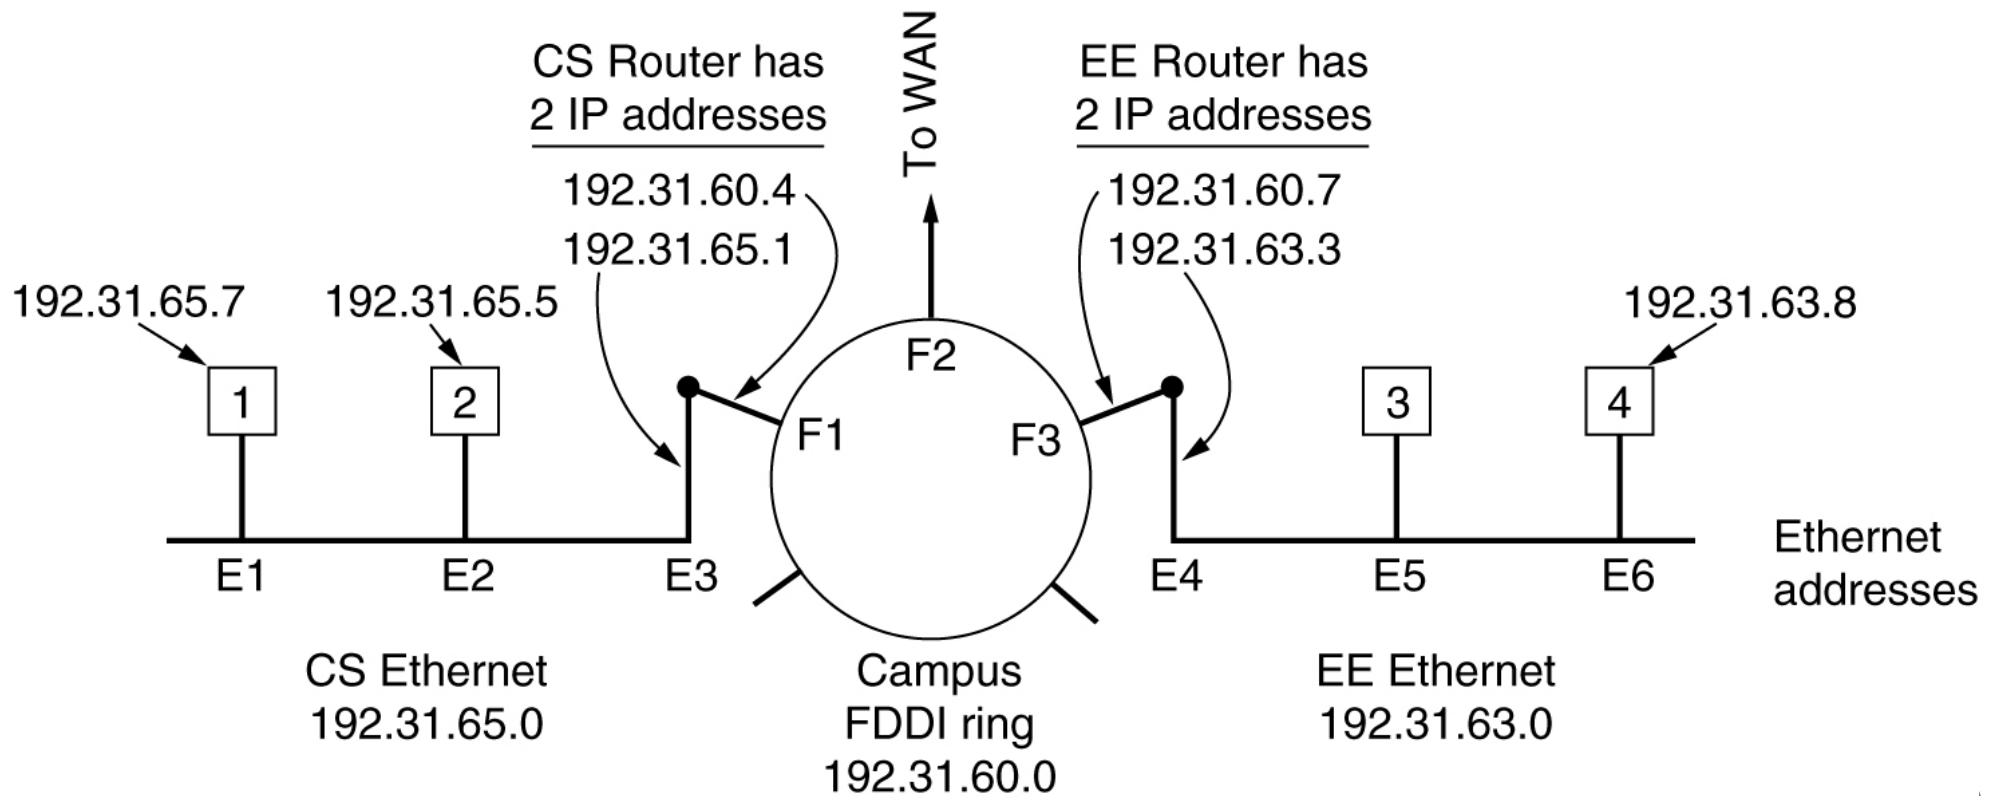 CS Router has
2 IP addresses
192.31.60.4
192.31.65.1
To WAN
EE Router has
2 IP addresses
192.31.60.7
192.31.63.3
192.31.65.7
192.31.65.5
192.31.63.8
1
2
F1
F2
F3
3
4
E1
E2
E3
E4
E5
E6
Ethernet
addresses
CS Ethernet
192.31.65.0
Campus
FDDI ring
192.31.60.0
EE Ethernet
192.31.63.0